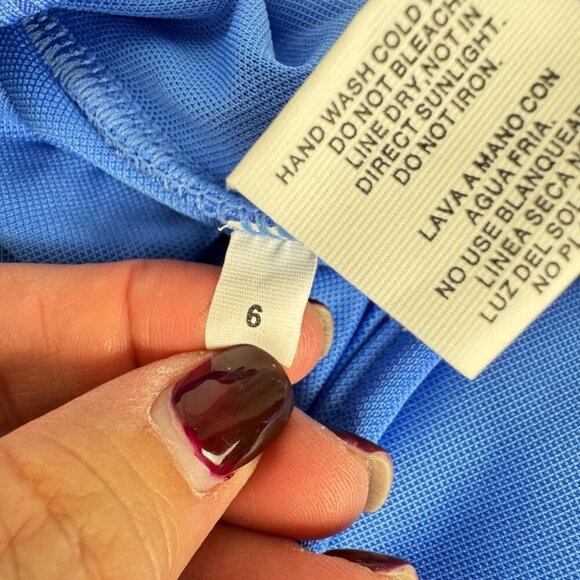 HAND WASH COLD
DO NOT BLEACH
LINE DRY. NOT IN
DIRECT SUNLIGHT.
DO NOT IRON.
LAVA A MANO CON
AGUA FRIA.
NO USE BLANQUEA
LINEA SECA
LUZ DEL SOL
NO
6